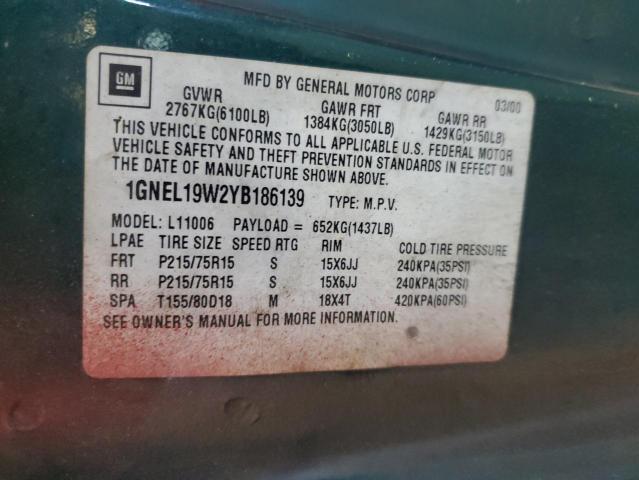 GM
MFD BY GENERAL MOTORS CORP 03/00
GVWR GAWR FRT GAWR RR
2767KG(6100LB) 1384KG(3050LB) 1429KG(3150LB)
THIS VEHICLE CONFORMS TO ALL APPLICABLE U.S. FEDERAL MOTOR
VEHICLE SAFETY AND THEFT PREVENTION STANDARDS IN EFFECT ON
THE DATE OF MANUFACTURE SHOWN ABOVE.
1GNEL19W2YB186139 TYPE: M.P.V.
MODEL: L11006 PAYLOAD = 652KG(1437LB)
LPAE TIRE SIZE SPEED RTG RIM COLD TIRE PRESSURE
FRT P215/75R15 S 15X6JJ 240KPA(35PSI)
RR P215/75R15 S 15X6JJ 240KPA(35PSI)
SPA T155/80D18 M 18X4T 420KPA(60PSI)
SEE OWNER'S MANUAL FOR MORE INFORMATION.